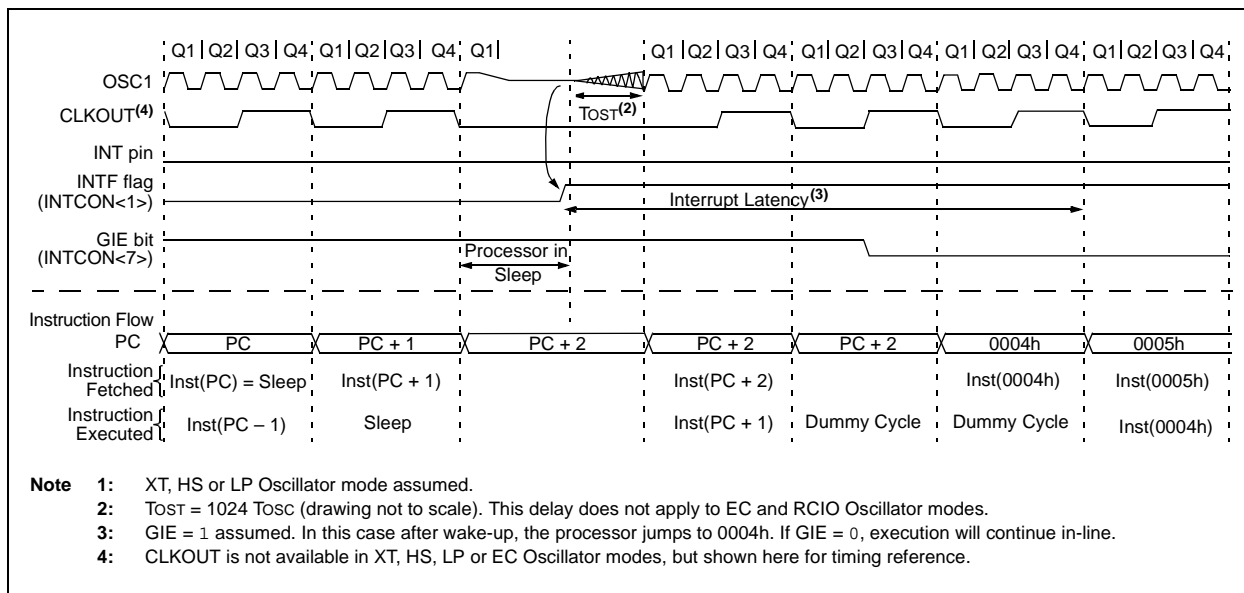 Q1 Q2 Q3 Q4 Q1 Q2 Q3 Q4 Q1 Q1 Q2 Q3 Q4 Q1 Q2 Q3 Q4 Q1 Q2 Q3 Q4 Q1 Q2 Q3 Q4
OSC1
TOST(2)
CLKOUT(4)
INT pin
INTF flag
(INTCON<1>)
Interrupt Latency(3)
GIE bit
(INTCON<7>)
Processor in
Sleep
Instruction Flow
PC PC PC + 1 PC + 2 PC + 2 PC + 2 0004h 0005h
Instruction
Fetched
Inst(PC) = Sleep Inst(PC + 1) Inst(PC + 2) Inst(0004h) Inst(0005h)
Instruction
Executed
Inst(PC – 1) Sleep Inst(PC + 1) Dummy Cycle Dummy Cycle Inst(0004h)
Note 1: XT, HS or LP Oscillator mode assumed.
2: TOST = 1024 TOSC (drawing not to scale). This delay does not apply to EC and RCIO Oscillator modes.
3: GIE = 1 assumed. In this case after wake-up, the processor jumps to 0004h. If GIE = 0, execution will continue in-line.
4: CLKOUT is not available in XT, HS, LP or EC Oscillator modes, but shown here for timing reference.